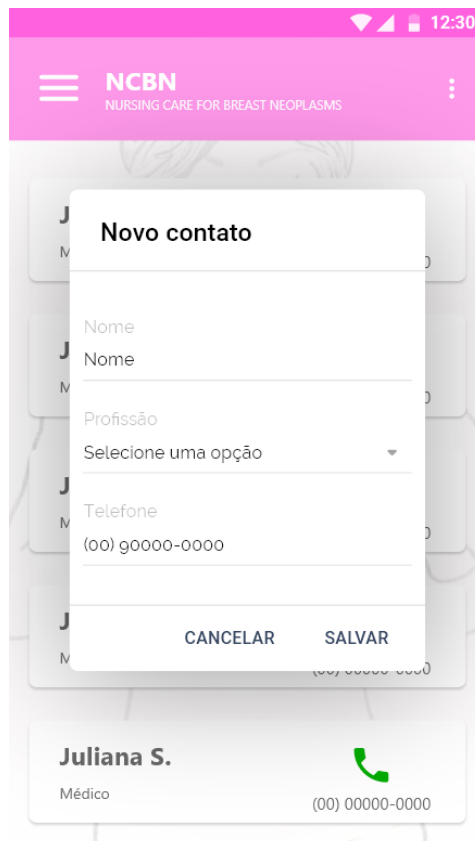 12:30
NCBN
NURSING CARE FOR BREAST NEOPLASMS
Novo contato
Nome
Nome
Profissão
Selecione uma opção
Telefone
(00) 90000-0000
CANCELAR
SALVAR
Juliana S.
Médico
(00) 00000-0000